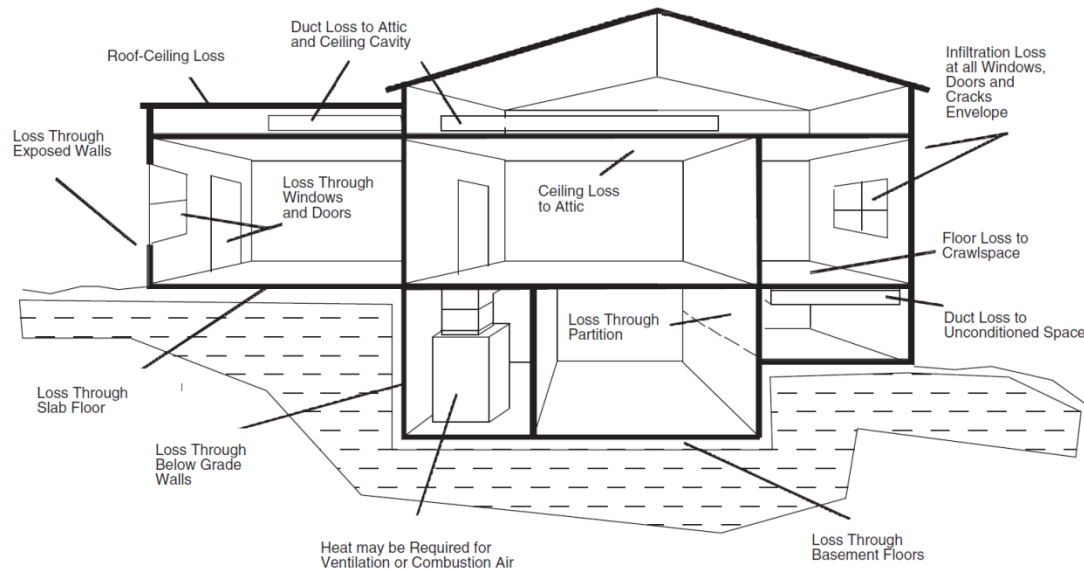 Duct Loss to Attic
and Ceiling Cavity
Roof-Ceiling Loss
Infiltration Loss
at all Windows,
Doors and
Cracks
Envelope
Loss Through
Exposed Walls
Loss Through
Windows
and Doors
Ceiling Loss
to Attic
Floor Loss to
Crawlspace
Loss Through
Partition
Duct Loss to
Unconditioned Space
Loss Through
Slab Floor
Loss Through
Below Grade
Walls
Heat may be Required for
Ventilation or Combustion Air
Loss Through
Basement Floors